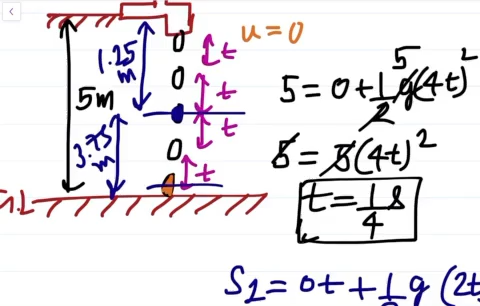 u = 0
1.25 m
5m
3.75 m
t
t
t
t
5 = 0 + 1/2 g(4t)² 5
5 = 5(4t)²
t = 1/4 s
G.L
S₂ = 0t + 1/2 g (2t